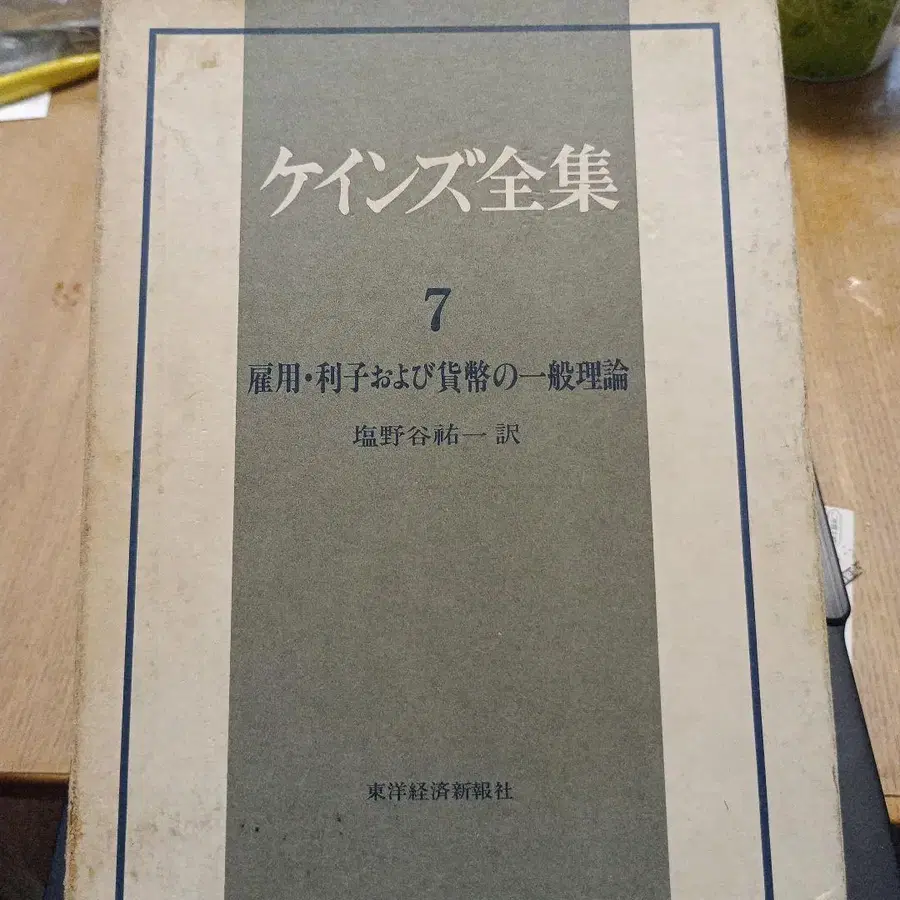 ケインズ全集
7
雇用・利子および貨幣の一般理論
塩野谷祐一 訳
東洋経済新報社